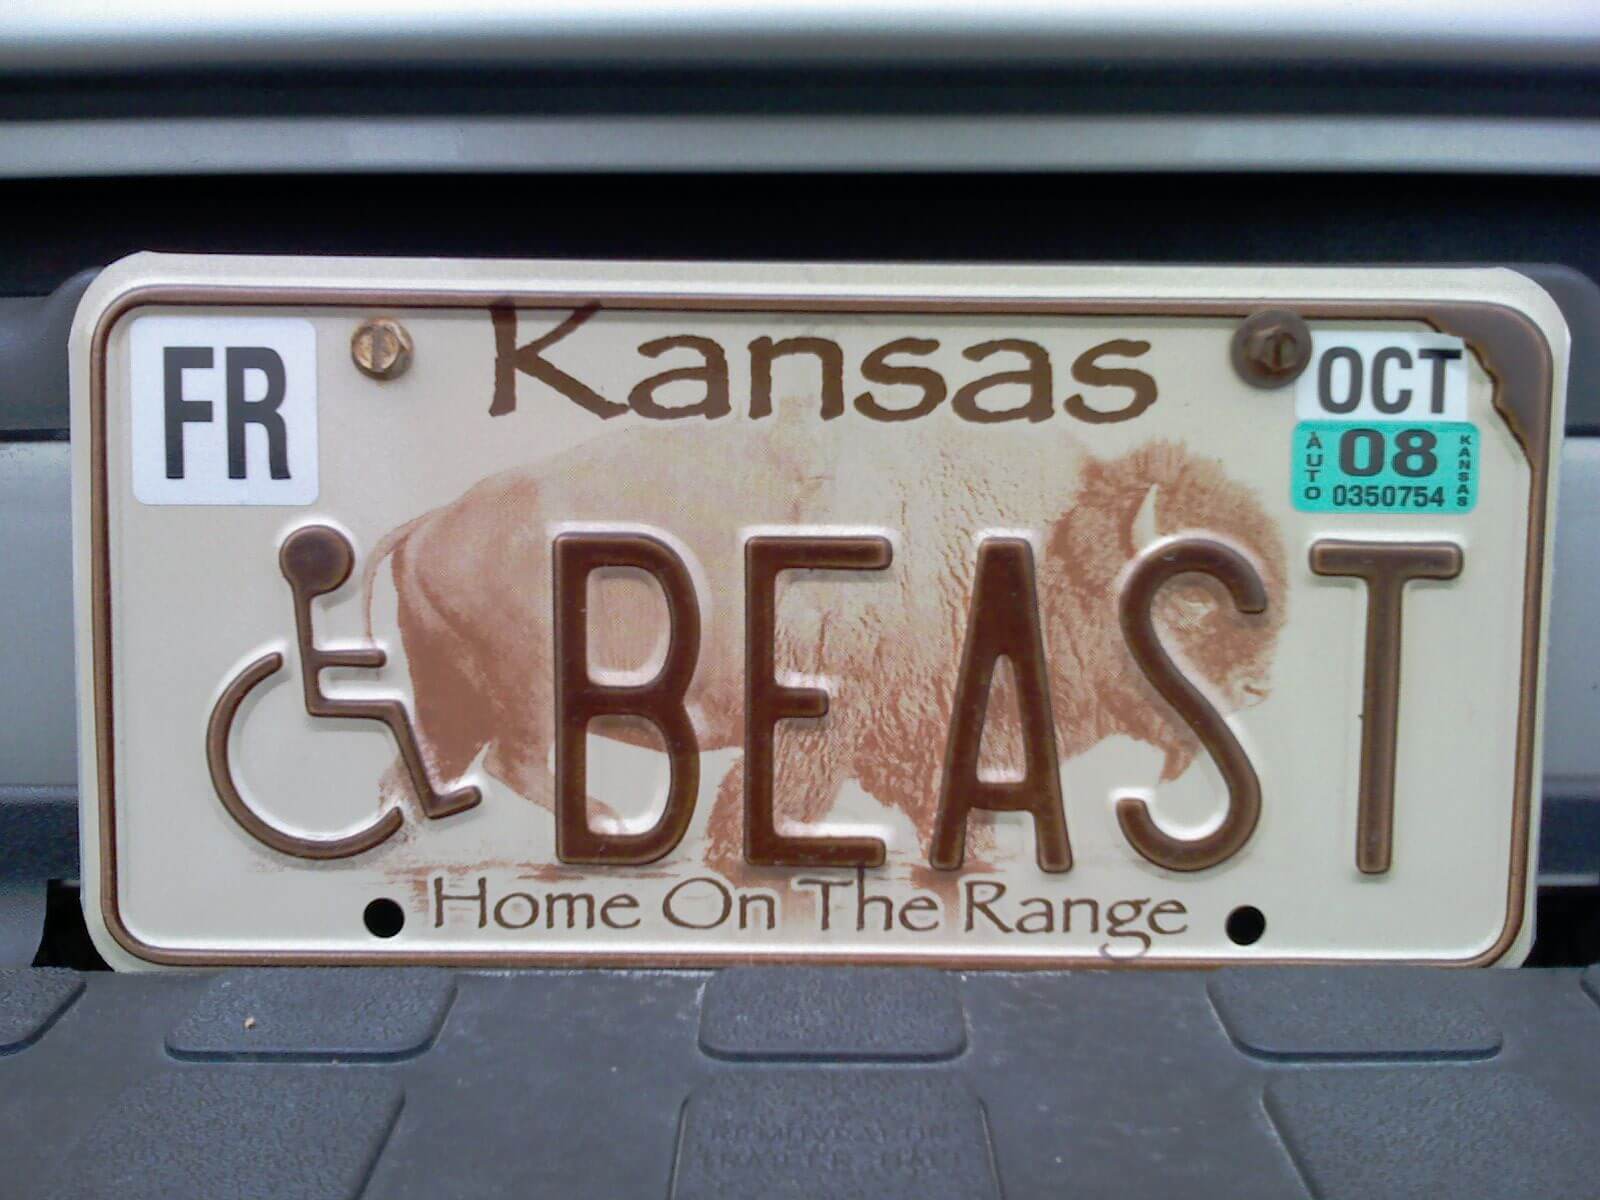 Kansas
FR
OCT
AUTO
08
KANSAS
0350754
BEAST
Home On The Range